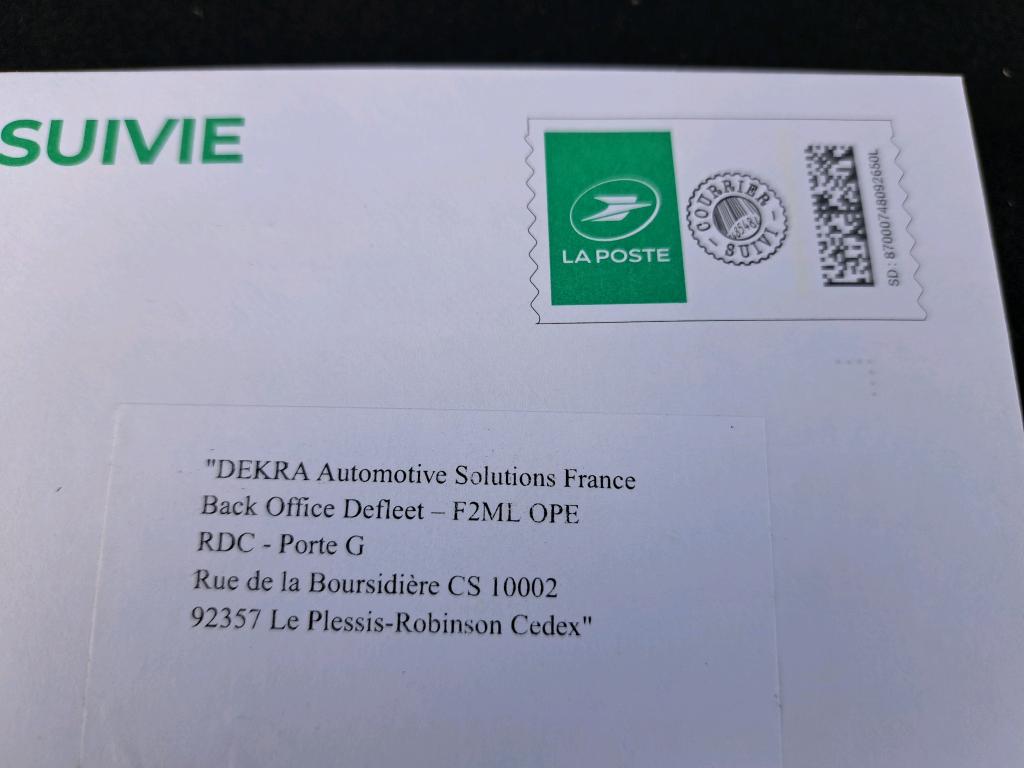 SUIVIE
LA POSTE
COURRIER
SUIVI
SD : 87000748092650L
"DEKRA Automotive Solutions France
Back Office Defleet – F2ML OPE
RDC - Porte G
Rue de la Boursidière CS 10002
92357 Le Plessis-Robinson Cedex"